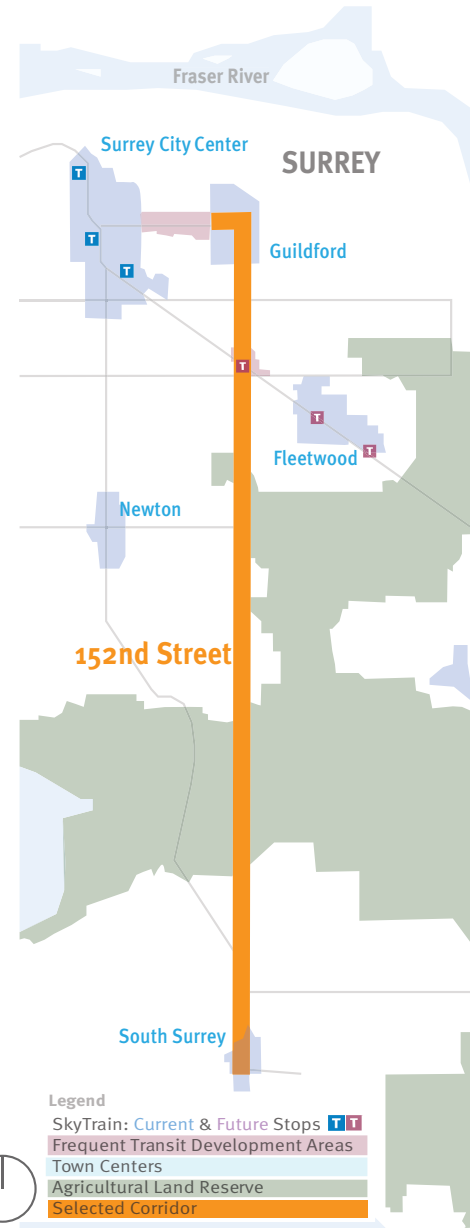 Fraser River
Surrey City Center
SURREY
T
T
T
Guildford
T
T
T
Fleetwood
Newton
152nd Street
South Surrey
Legend
SkyTrain: Current & Future Stops T T
Frequent Transit Development Areas
Town Centers
Agricultural Land Reserve
Selected Corridor